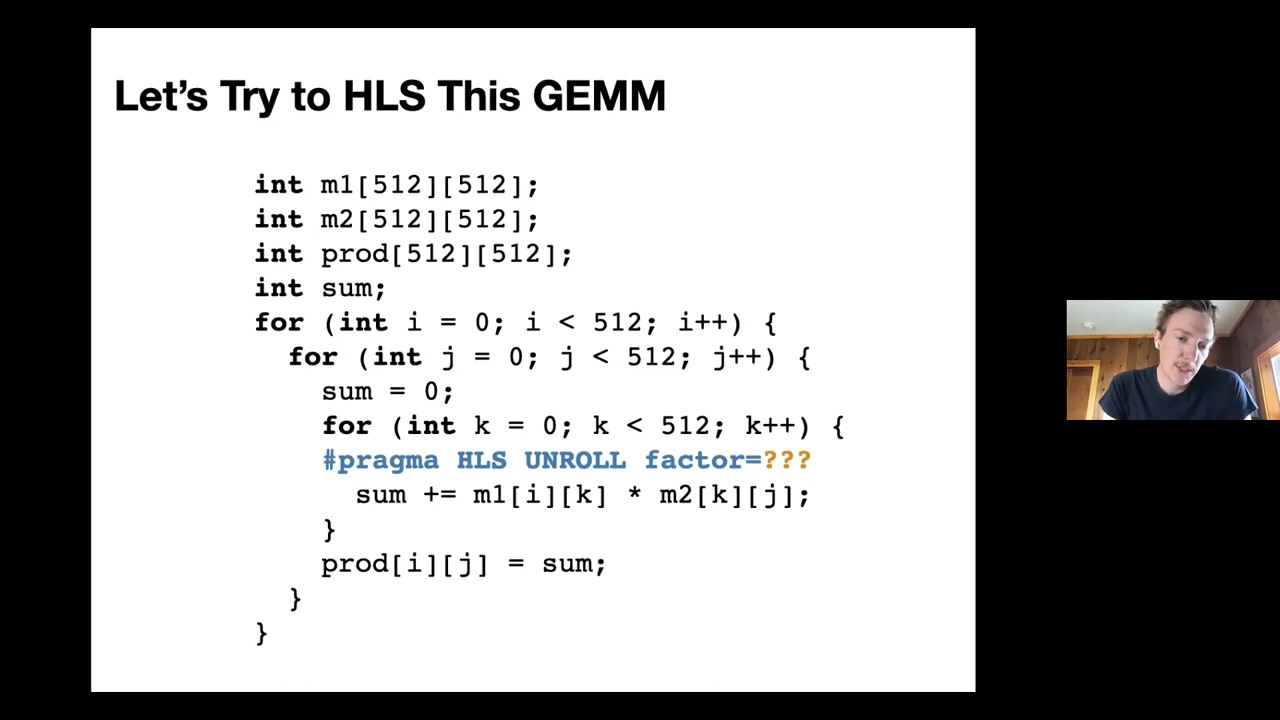 Let's Try to HLS This GEMM
int m1[512][512];
int m2[512][512];
int prod[512][512];
int sum;
for (int i = 0; i < 512; i++) {
for (int j = 0; j < 512; j++) {
sum = 0;
for (int k = 0; k < 512; k++) {
#pragma HLS UNROLL factor=???
sum += m1[i][k] * m2[k][j];
}
prod[i][j] = sum;
}
}